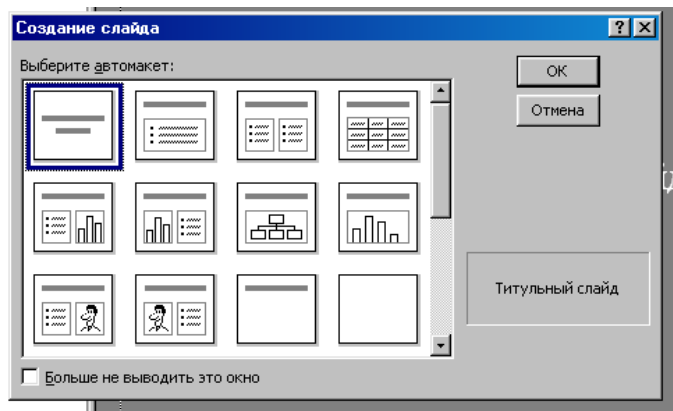 Создание слайда
Выберите автомакет:
ОК
Отмена
Титульный слайд
Больше не выводить это окно